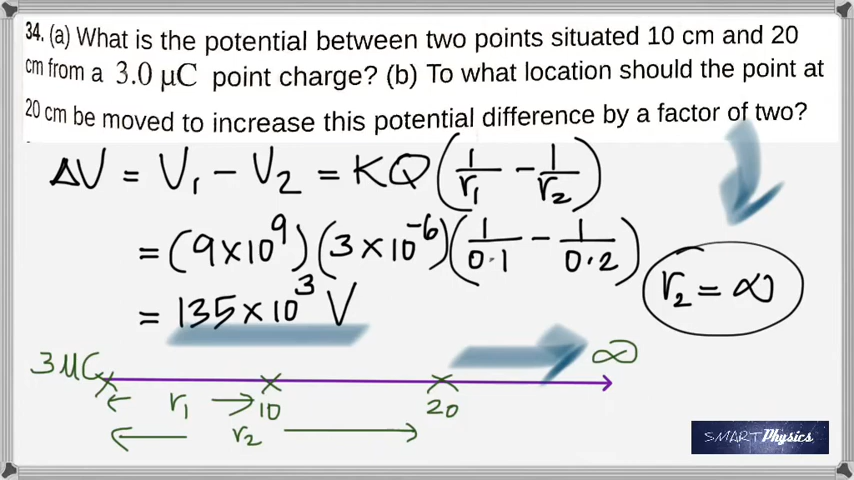 34. (a) What is the potential between two points situated 10 cm and 20
cm from a 3.0 µC point charge? (b) To what location should the point at
20 cm be moved to increase this potential difference by a factor of two?
ΔV = V₁ − V₂ = KQ(1/r₁ − 1/r₂)
= (9×10⁹)(3×10⁻⁶)(1/0.1 − 1/0.2)
r₂ = ∞
= 135×10³ V
3µC
∞
r₁
10
20
r₂
SMART Physics